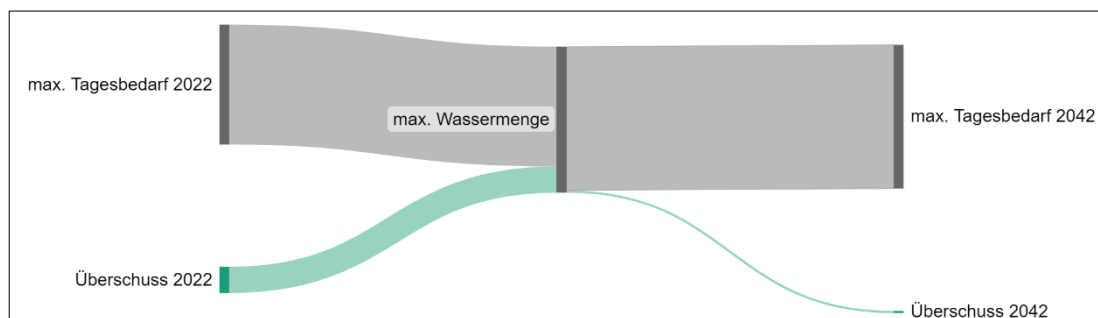 max. Tagesbedarf 2022
max. Wassermenge
max. Tagesbedarf 2042
Überschuss 2022
Überschuss 2042